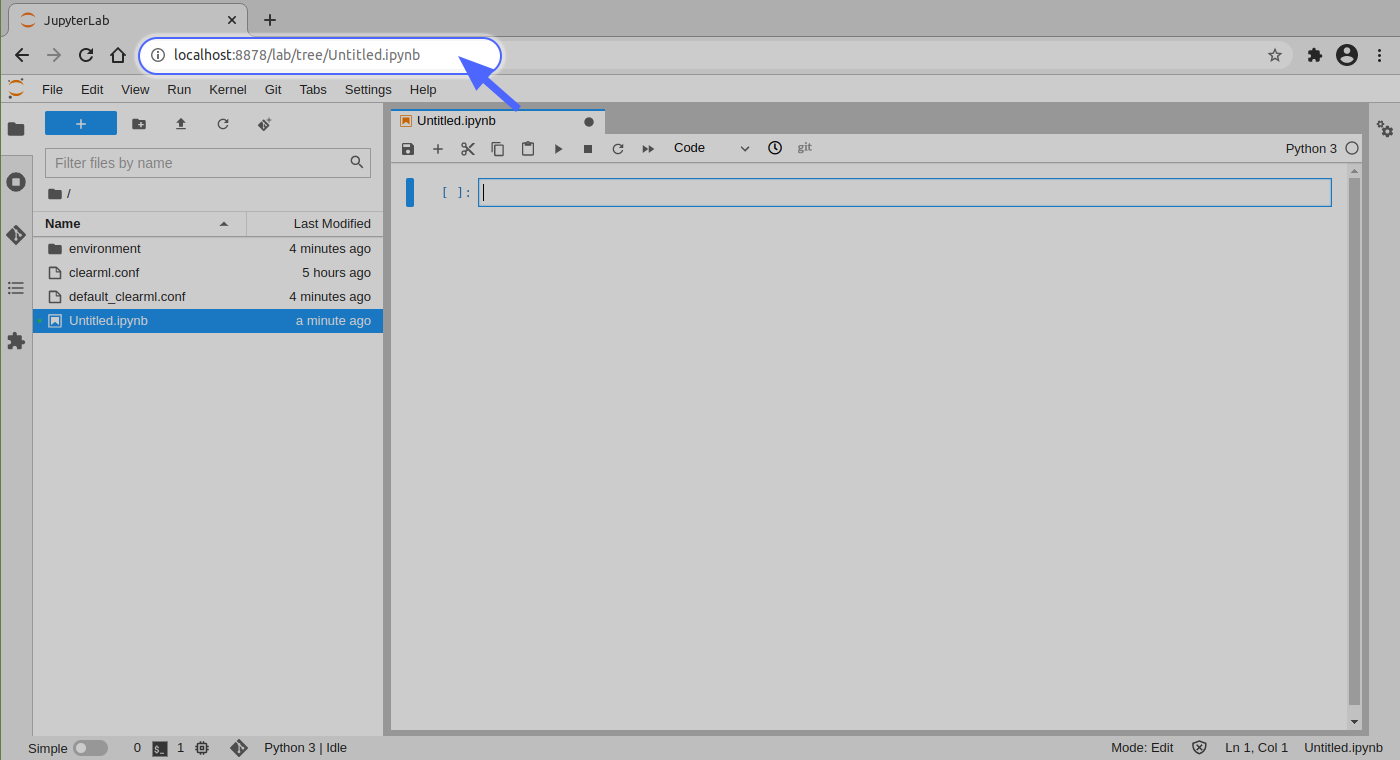 JupyterLab
localhost:8878/lab/tree/Untitled.ipynb
File Edit View Run Kernel Git Tabs Settings Help
Untitled.ipynb
Code git Python 3
Filter files by name
/
[ ]:
Name Last Modified
environment 4 minutes ago
clearml.conf 5 hours ago
default_clearml.conf 4 minutes ago
Untitled.ipynb a minute ago
Simple 0 $_ 1 Python 3 | Idle Mode: Edit Ln 1, Col 1 Untitled.ipynb